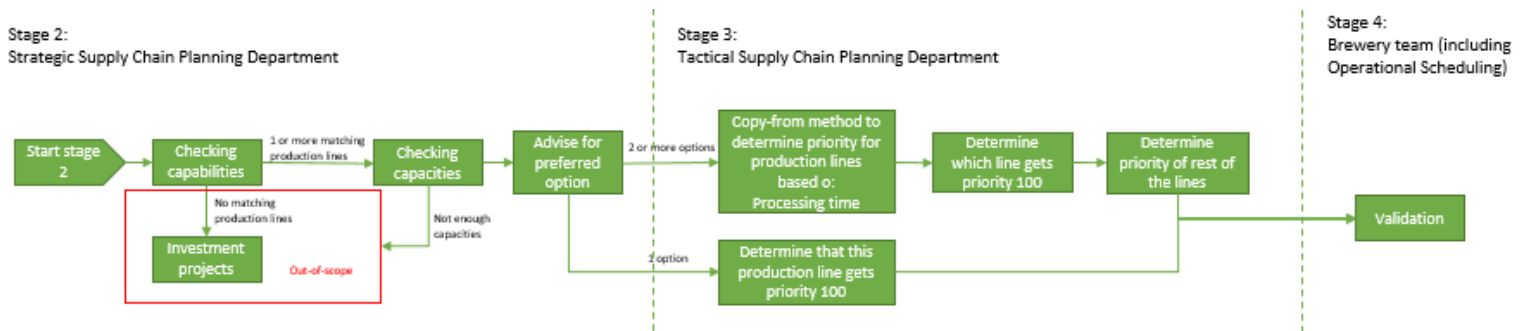 Stage 2:
Strategic Supply Chain Planning Department
Stage 3:
Tactical Supply Chain Planning Department
Stage 4:
Brewery team (including
Operational Scheduling)
Start stage
2
Checking
capabilities
1 or more matching
production lines
Checking
capacities
Advise for
preferred
option
2 or more options
Copy-from method to
determine priority for
production lines
based o:
Processing time
Determine
which line gets
priority 100
Determine
priority of rest of
the lines
No matching
production lines
Not enough
capacities
Investment
projects
Out-of-scope
1 option
Determine that this
production line gets
priority 100
Validation